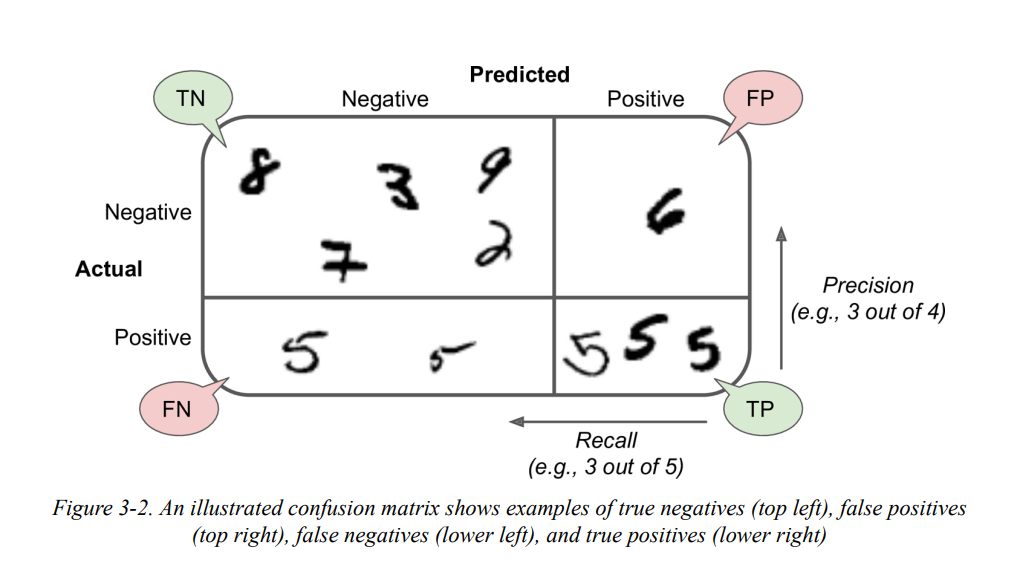 Predicted
TN
Negative
Positive
FP
8
3
9
Negative
6
7
2
Actual
Precision
(e.g., 3 out of 4)
Positive
5
5
5
5
5
FN
TP
Recall
(e.g., 3 out of 5)
Figure 3-2. An illustrated confusion matrix shows examples of true negatives (top left), false positives
(top right), false negatives (lower left), and true positives (lower right)